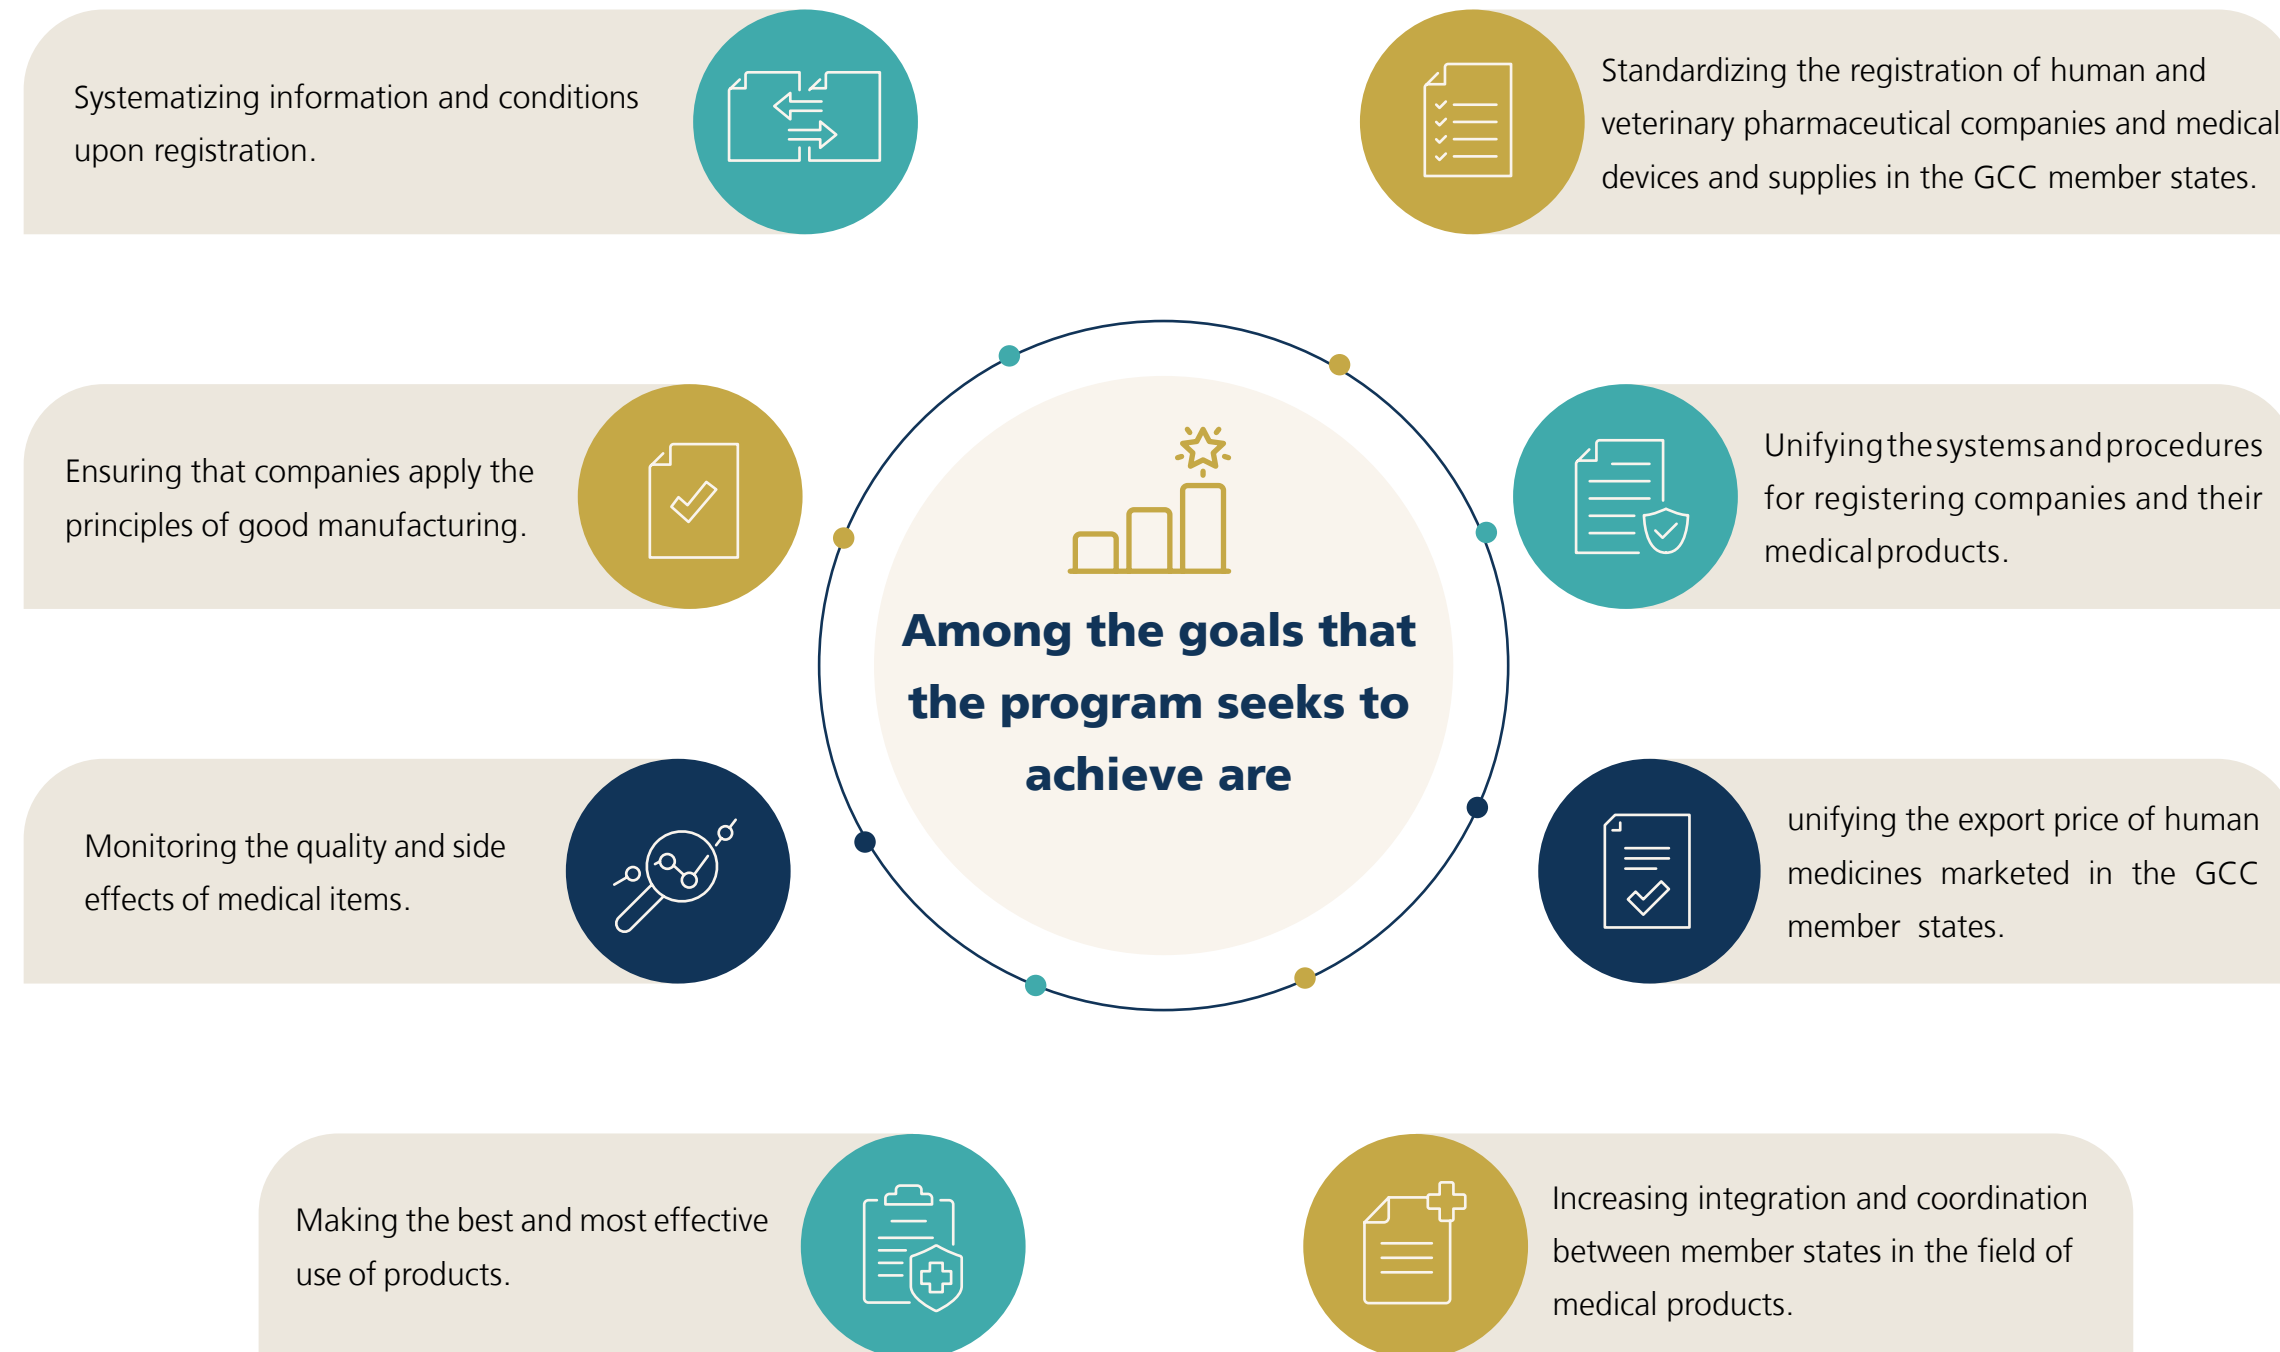 Systematizing information and conditions
upon registration.
Standardizing the registration of human and
veterinary pharmaceutical companies and medical
devices and supplies in the GCC member states.
Ensuring that companies apply the
principles of good manufacturing.
Unifying the systems and procedures
for registering companies and their
medical products.
Among the goals that
the program seeks to
achieve are
Monitoring the quality and side
effects of medical items.
unifying the export price of human
medicines marketed in the GCC
member states.
Making the best and most effective
use of products.
Increasing integration and coordination
between member states in the field of
medical products.